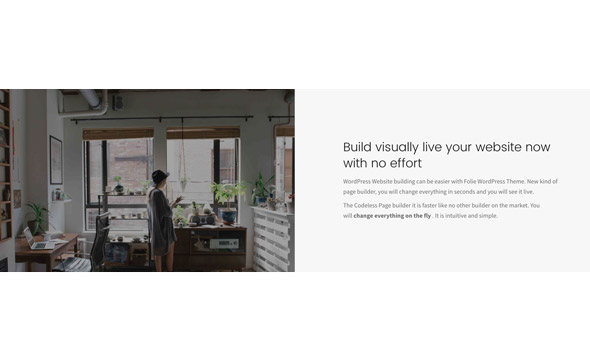 Build visually live your website now
with no effort
WordPress Website building can be easier with Folie WordPress Theme. New kind of
page builder, you will change everything in seconds and you will see it live.
The Codeless Page builder it is faster like no other builder on the market. You
will change everything on the fly . It is intuitive and simple.